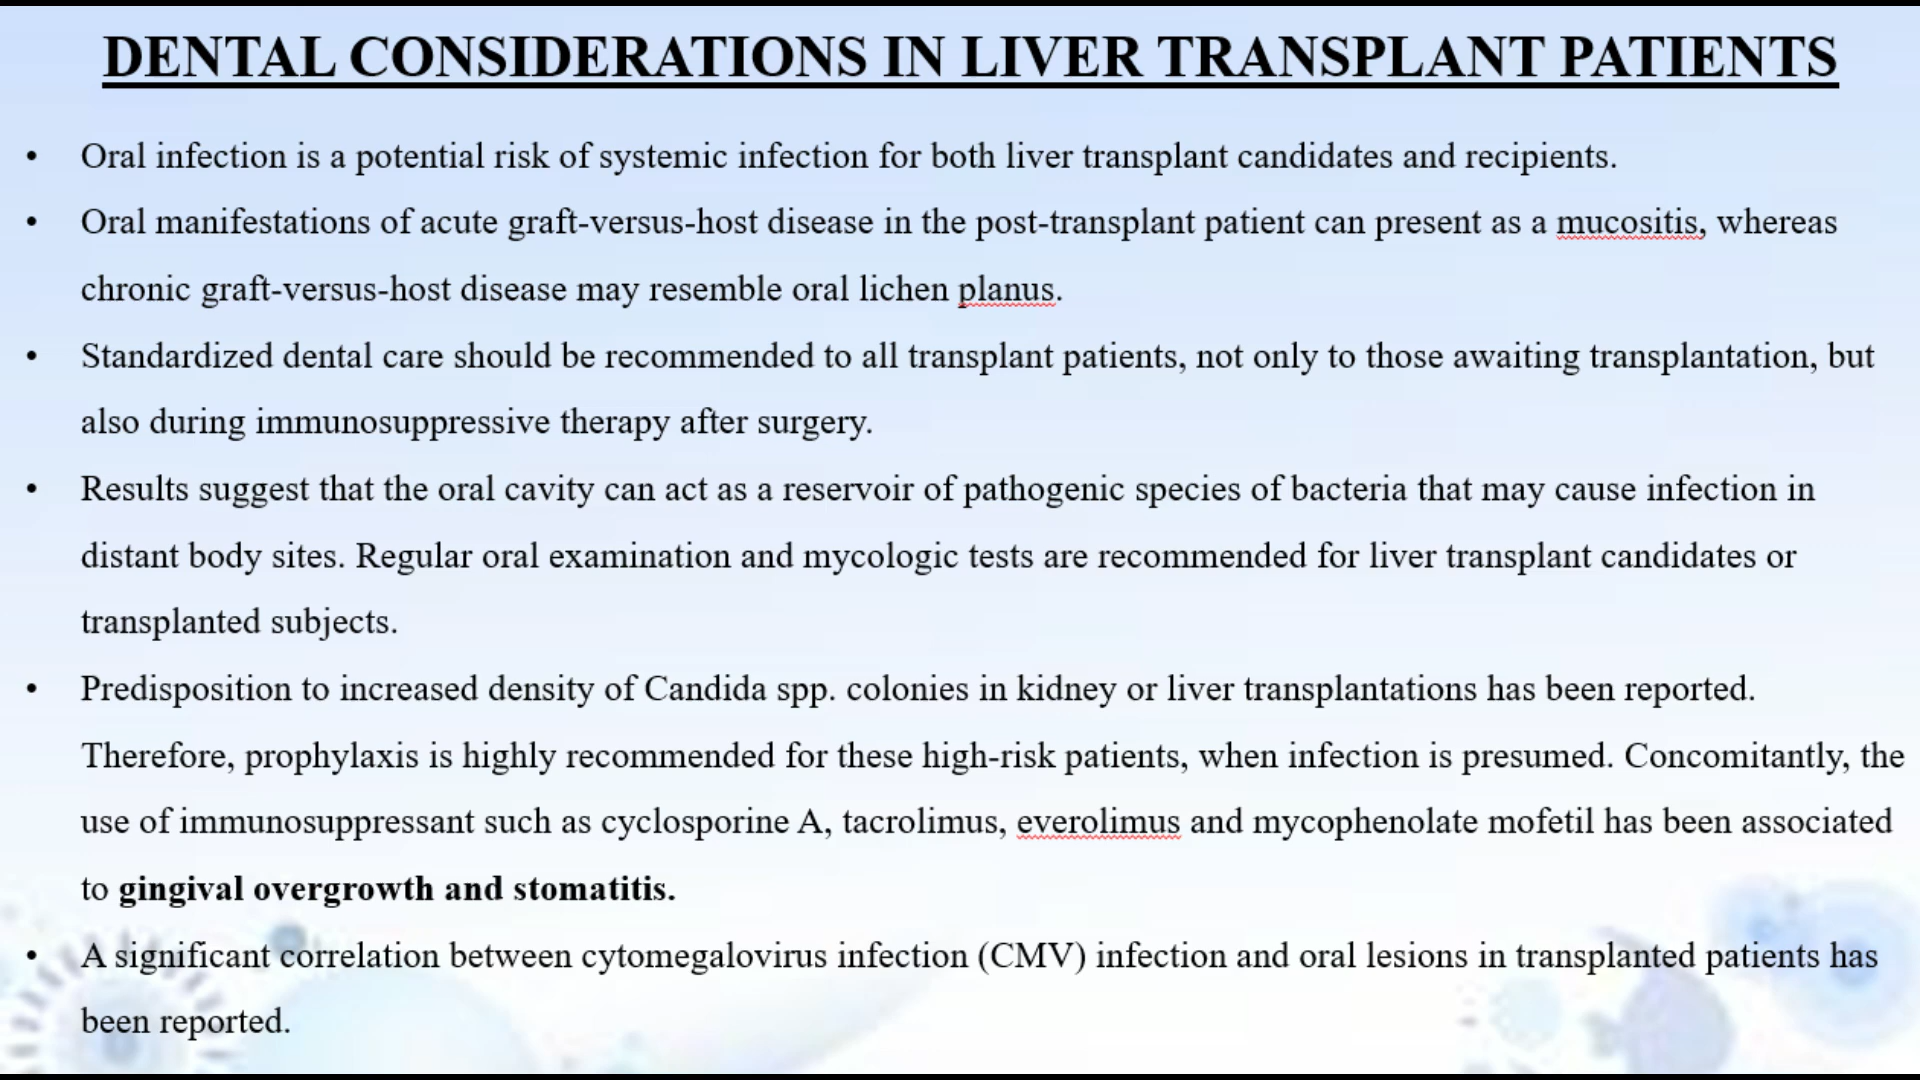 DENTAL CONSIDERATIONS IN LIVER TRANSPLANT PATIENTS
• Oral infection is a potential risk of systemic infection for both liver transplant candidates and recipients.
• Oral manifestations of acute graft-versus-host disease in the post-transplant patient can present as a mucositis, whereas
chronic graft-versus-host disease may resemble oral lichen planus.
• Standardized dental care should be recommended to all transplant patients, not only to those awaiting transplantation, but
also during immunosuppressive therapy after surgery.
• Results suggest that the oral cavity can act as a reservoir of pathogenic species of bacteria that may cause infection in
distant body sites. Regular oral examination and mycologic tests are recommended for liver transplant candidates or
transplanted subjects.
• Predisposition to increased density of Candida spp. colonies in kidney or liver transplantations has been reported.
Therefore, prophylaxis is highly recommended for these high-risk patients, when infection is presumed. Concomitantly, the
use of immunosuppressant such as cyclosporine A, tacrolimus, everolimus and mycophenolate mofetil has been associated
to gingival overgrowth and stomatitis.
• A significant correlation between cytomegalovirus infection (CMV) infection and oral lesions in transplanted patients has
been reported.